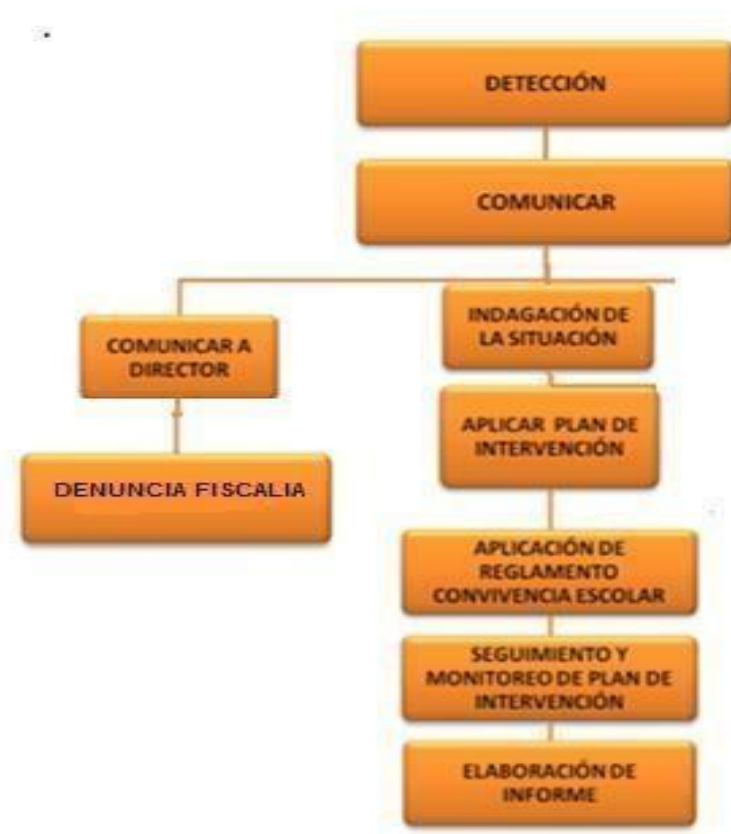 DETECCIÓN
COMUNICAR
COMUNICAR A
DIRECTOR
DENUNCIA FISCALIA
INDAGACIÓN DE
LA SITUACIÓN
APLICAR PLAN DE
INTERVENCIÓN
APLICACIÓN DE
REGLAMENTO
CONVIVENCIA ESCOLAR
SEGUIMIENTO Y
MONITOREO DE PLAN DE
INTERVENCIÓN
ELABORACIÓN DE
INFORME